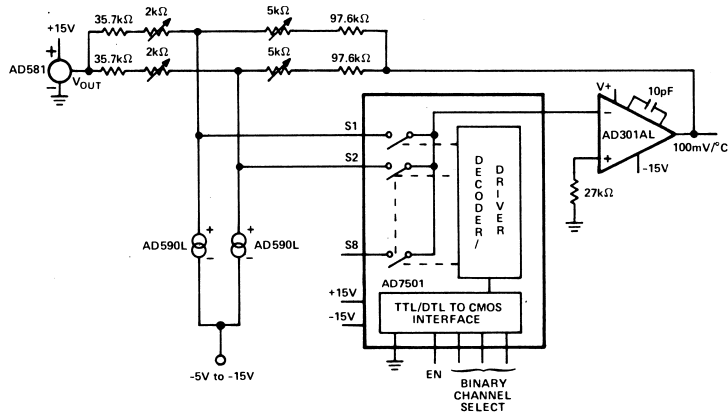 35.7kΩ 2kΩ 5kΩ 97.6kΩ
+15V
35.7kΩ 2kΩ 5kΩ 97.6kΩ
+
AD581
VOUT
−
V+
10pF
−
AD301AL
100mV/°C
+
-15V
27kΩ
S1
S2
S8
DECODER/
DRIVER
+
AD590L
−
+
AD590L
−
AD7501
+15V
-15V
TTL/DTL TO CMOS
INTERFACE
-5V to -15V
EN
BINARY
CHANNEL
SELECT